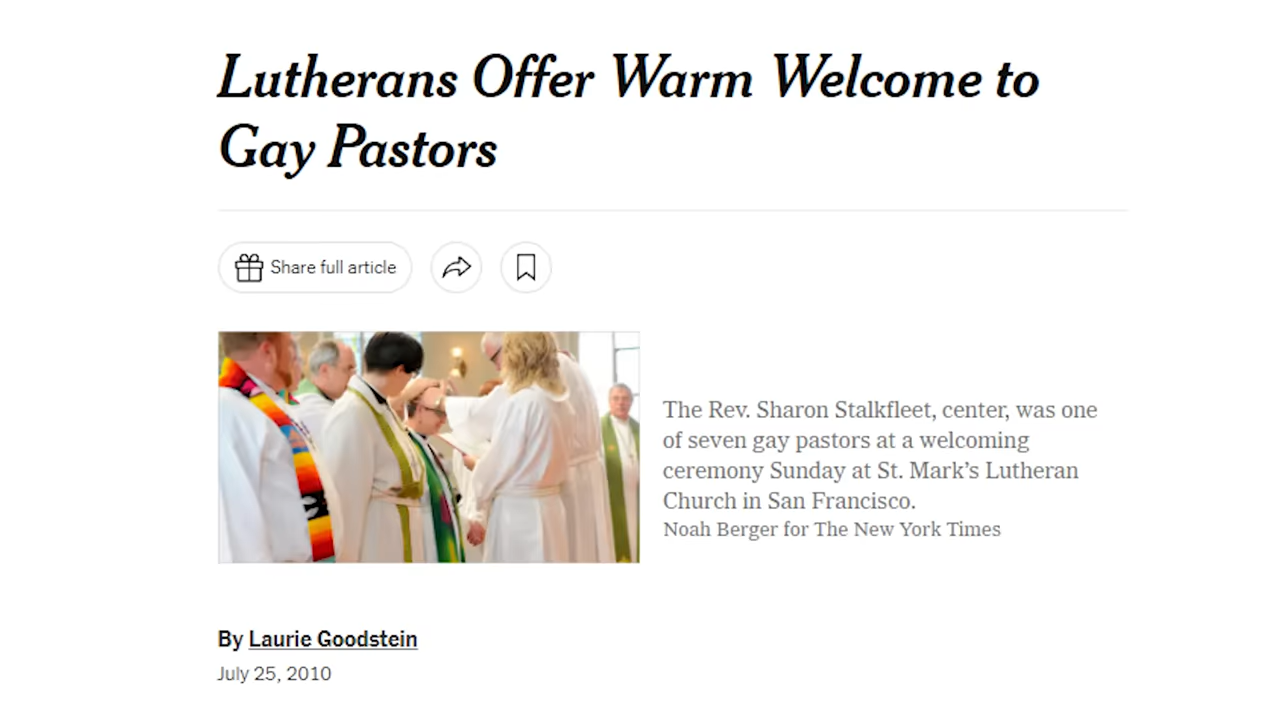 Lutherans Offer Warm Welcome to
Gay Pastors
Share full article
The Rev. Sharon Stalkfleet, center, was one
of seven gay pastors at a welcoming
ceremony Sunday at St. Mark’s Lutheran
Church in San Francisco.
Noah Berger for The New York Times
By Laurie Goodstein
July 25, 2010